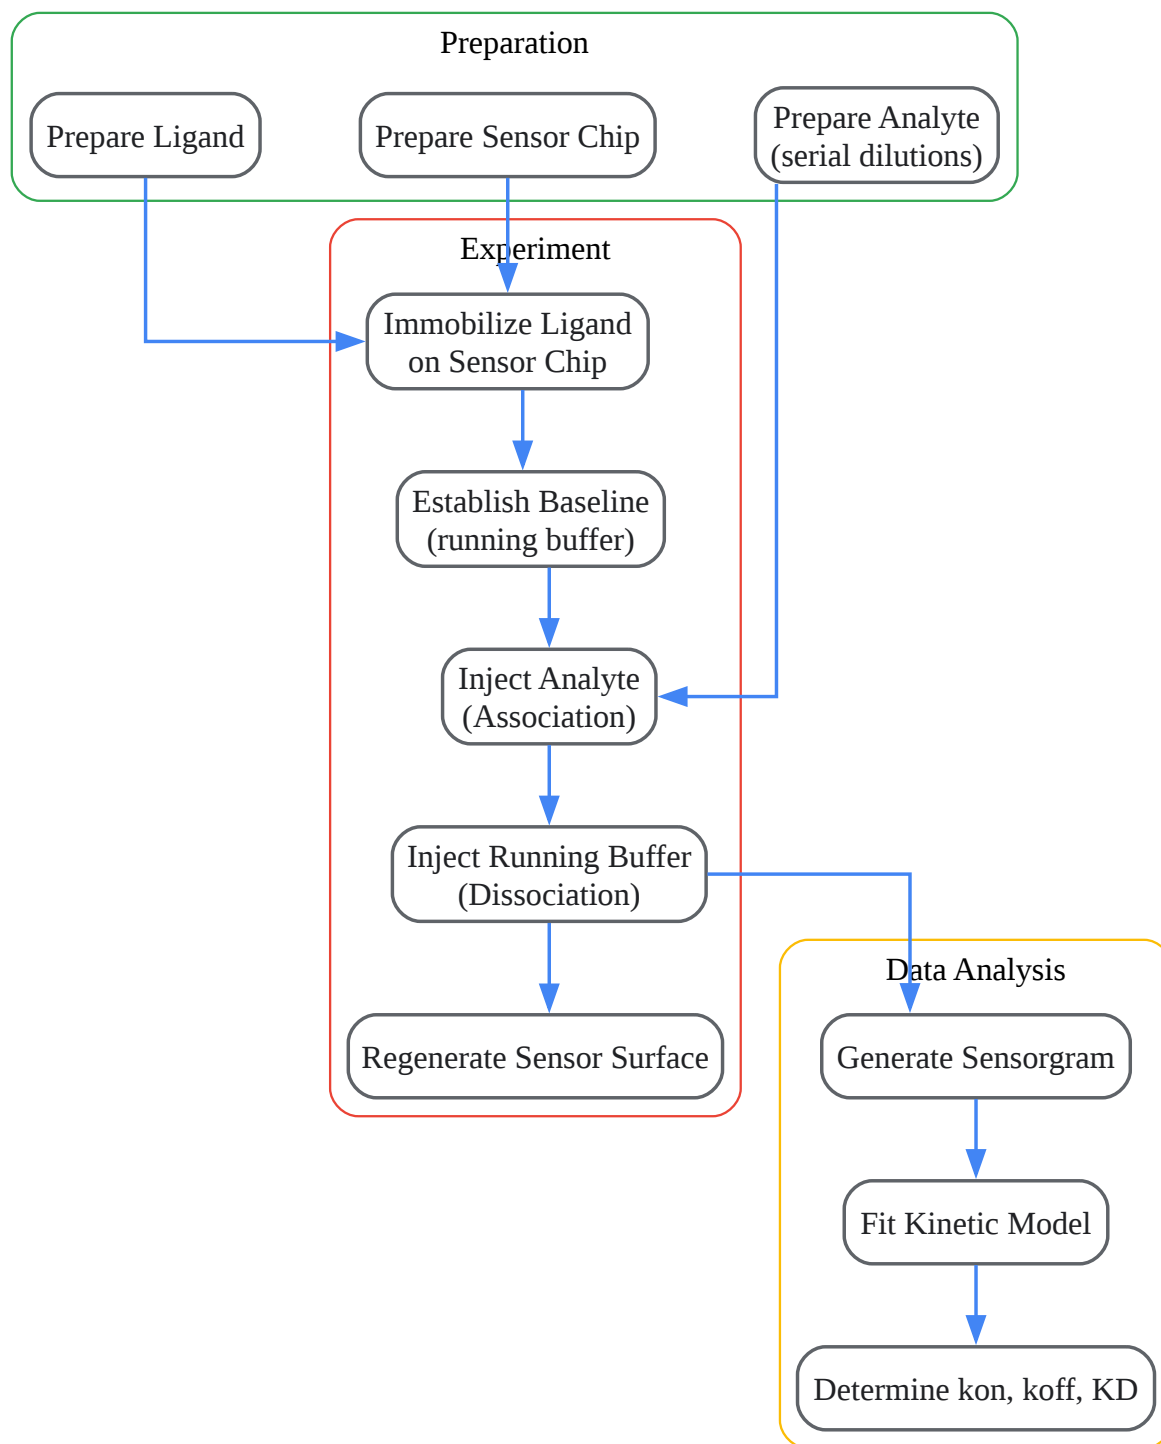 Preparation
Prepare Ligand
Prepare Sensor Chip
Prepare Analyte
(serial dilutions)
Experiment
Immobilize Ligand
on Sensor Chip
Establish Baseline
(running buffer)
Inject Analyte
(Association)
Inject Running Buffer
(Dissociation)
Regenerate Sensor Surface
Data Analysis
Generate Sensorgram
Fit Kinetic Model
Determine kon, koff, KD